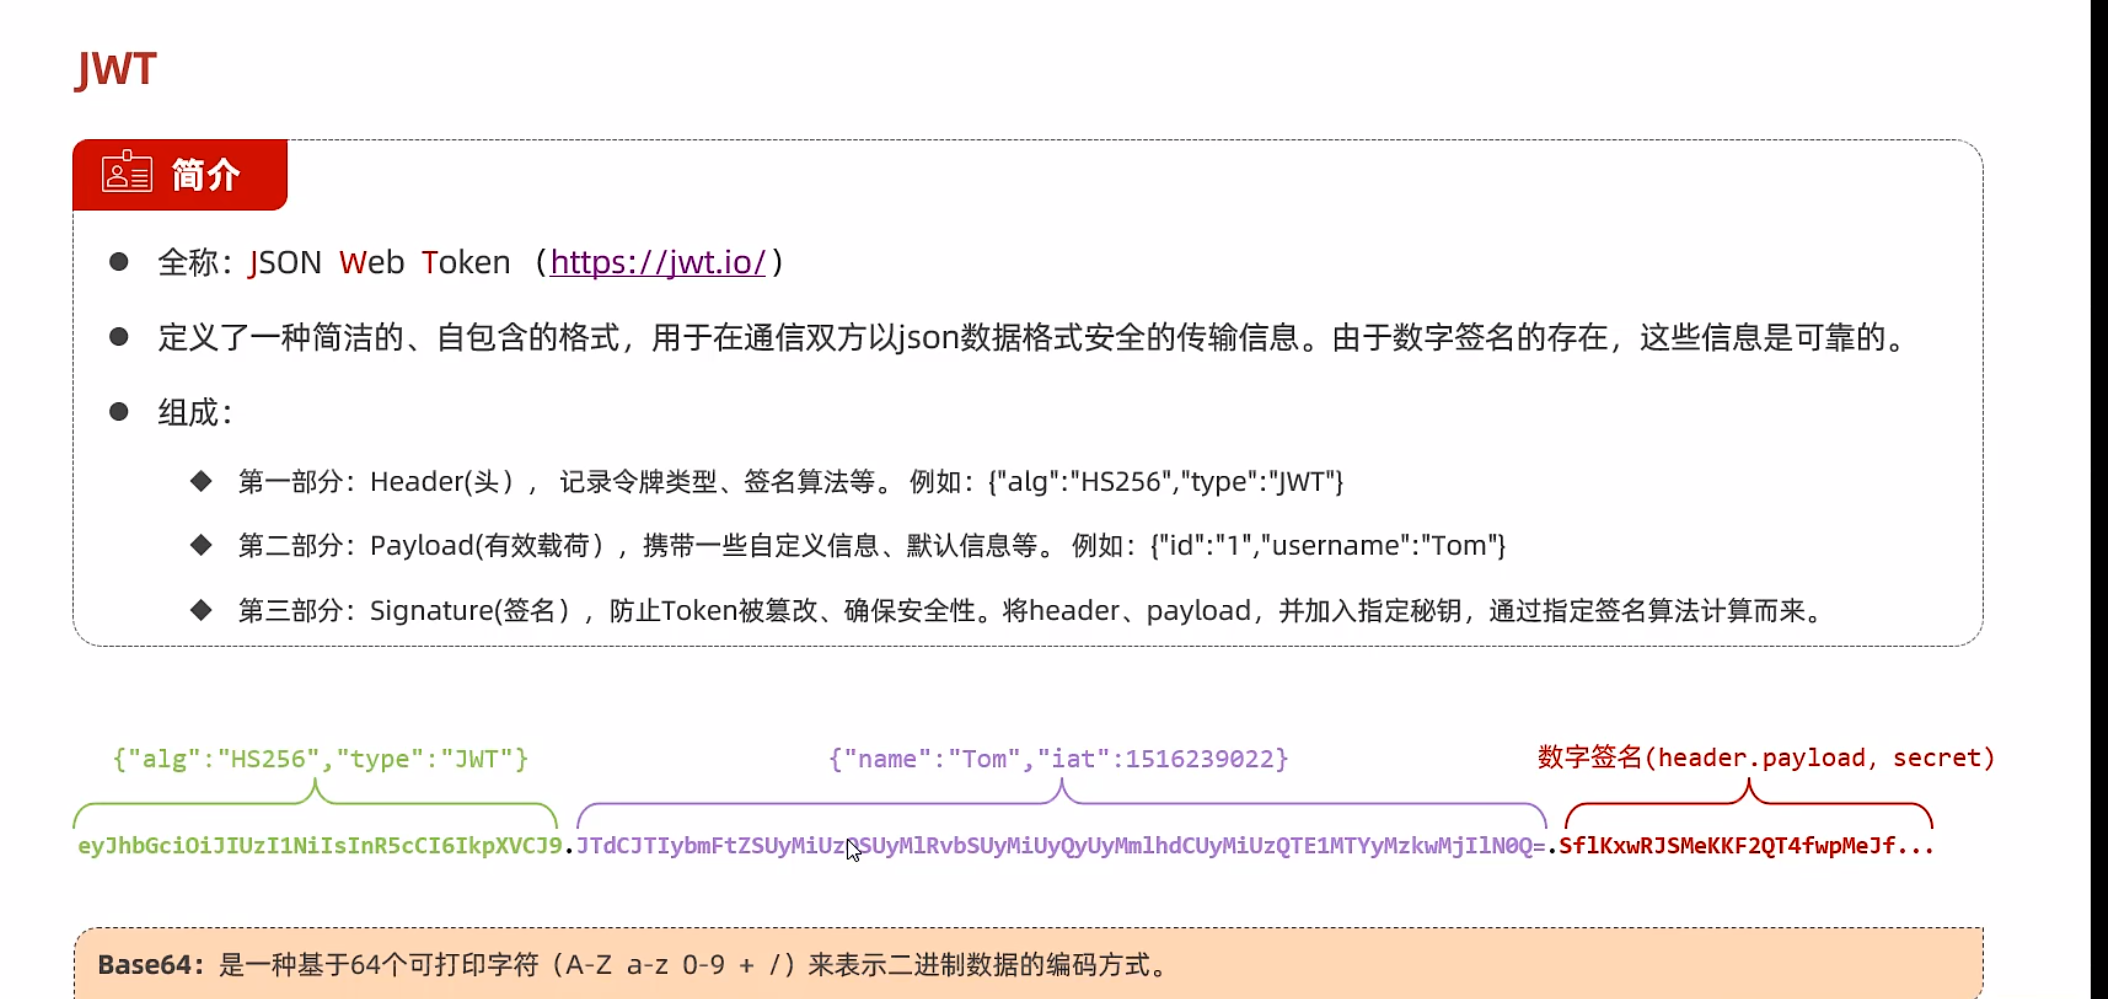 JWT
简介
全称：JSON Web Token（https://jwt.io/）
定义了一种简洁的、自包含的格式，用于在通信双方以json数据格式安全的传输信息。由于数字签名的存在，这些信息是可靠的。
组成：
第一部分：Header(头）， 记录令牌类型、签名算法等。 例如：{"alg":"HS256","type":"JWT"}
第二部分：Payload(有效载荷），携带一些自定义信息、默认信息等。 例如：{"id":"1","username":"Tom"}
第三部分：Signature(签名），防止Token被篡改、确保安全性。将header、payload，并加入指定秘钥，通过指定签名算法计算而来。
{"alg":"HS256","type":"JWT"} {"name":"Tom","iat":1516239022} 数字签名(header.payload, secret)
eyJhbGciOiJIUzI1NiIsInR5cCI6IkpXVCJ9.JTdCJTIybmFtZSUyMiUzQSUyMlRvbSUyMiUyQyUyMmlhdCUyMiUzQTE1MTYyMzkwMjIlN0Q=.SflKxwRJSMeKKF2QT4fwpMeJf...
Base64：是一种基于64个可打印字符（A-Z a-z 0-9 + /）来表示二进制数据的编码方式。